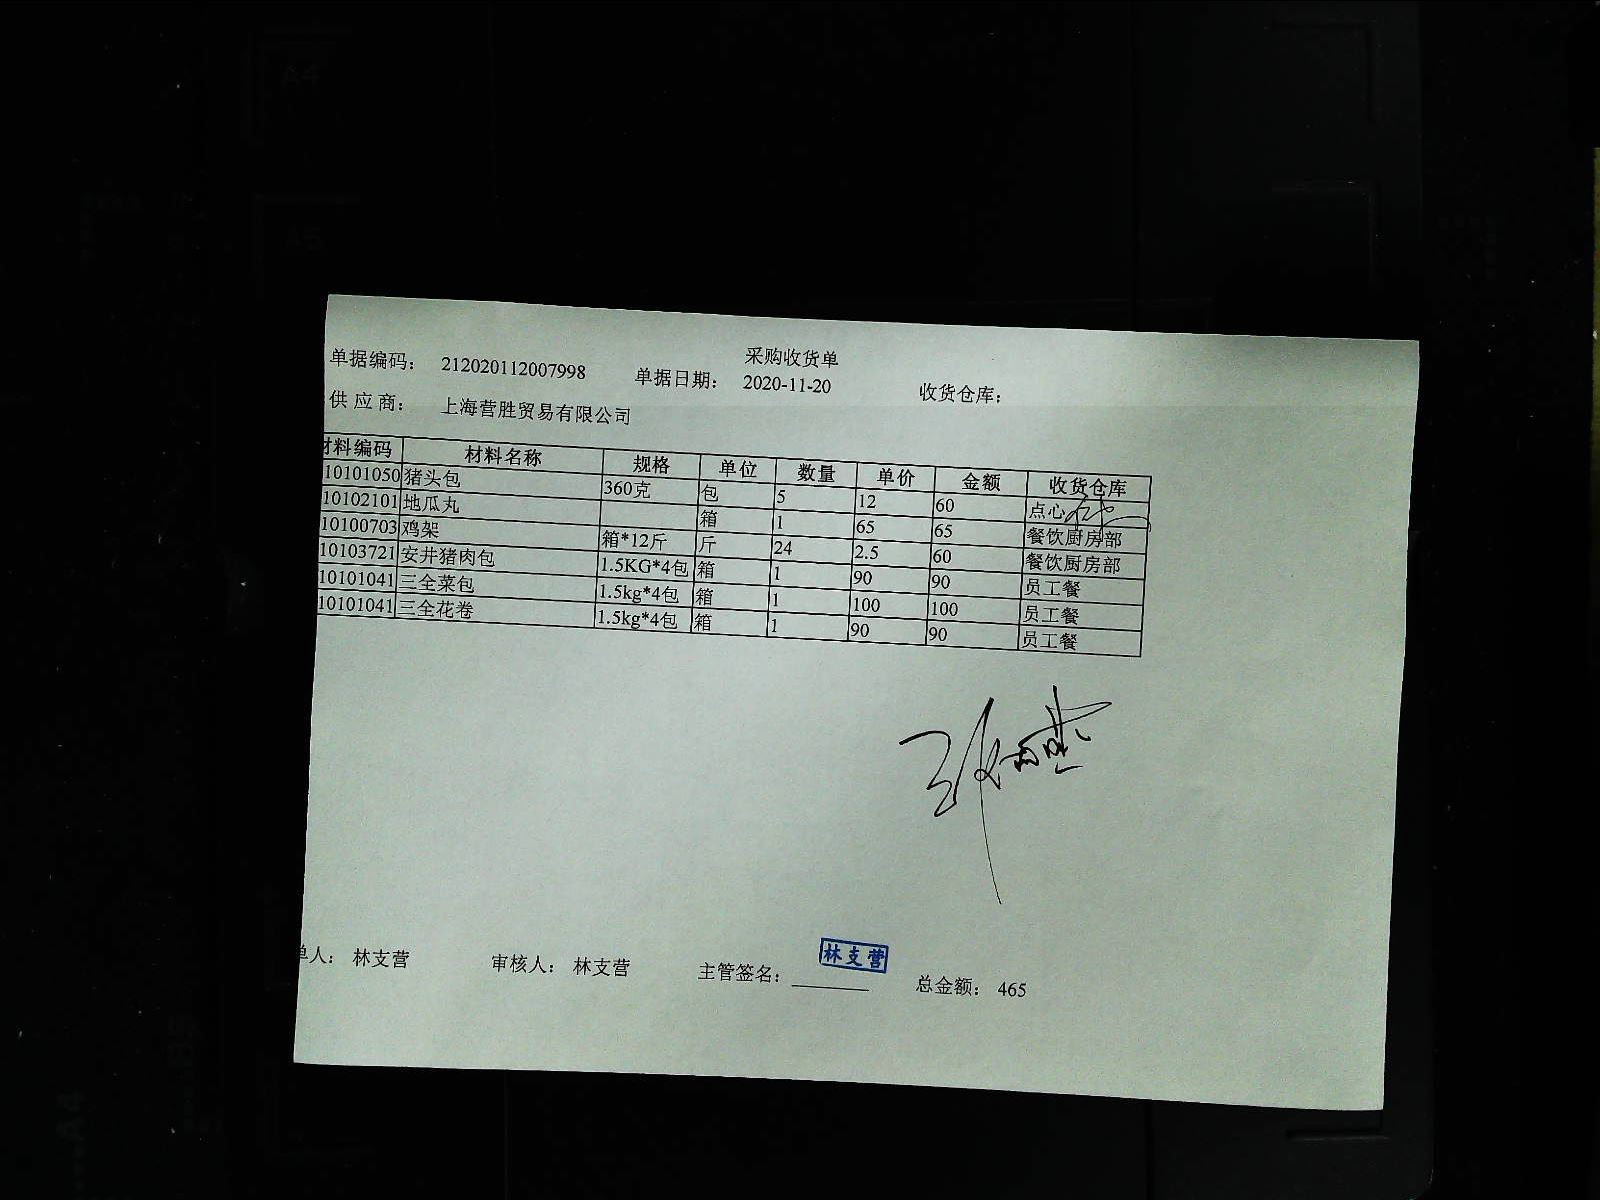 采购收货单
单据编码： 212020112007998 单据日期： 2020-11-20 收货仓库：
供 应 商： 上海营胜贸易有限公司
材料编码 材料名称 规格 单位 数量 单价 金额 收货仓库
10101050 猪头包 360克 包 5 12 60 点心
10102101 地瓜丸 箱 1 65 65 餐饮厨房部
10100703 鸡架 箱*12斤 斤 24 2.5 60 餐饮厨房部
10103721 安井猪肉包 1.5KG*4包 箱 1 90 90 员工餐
10101041 三全菜包 1.5kg*4包 箱 1 100 100 员工餐
10101041 三全花卷 1.5kg*4包 箱 1 90 90 员工餐
林支营
单人： 林支营 审核人： 林支营 主管签名： 总金额： 465